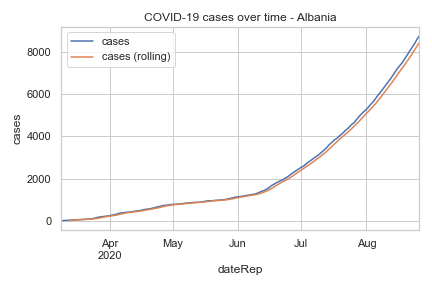 COVID-19 cases over time - Albania
cases
cases (rolling)
8000
6000
4000
2000
0
cases
Apr
2020
May
Jun
Jul
Aug
dateRep